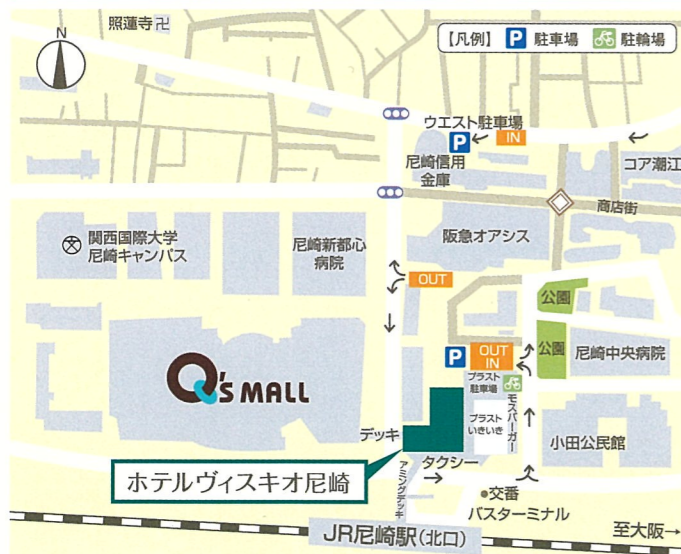 照蓮寺卍
N
【凡例】 P 駐車場 駐輪場
ウエスト駐車場
P
IN
尼崎信用
金庫
コア潮江
商店街
関西国際大学
尼崎キャンパス
文
尼崎新都心
病院
阪急オアシス
OUT
公園
P
OUT
IN
公園
尼崎中央病院
プラスト
駐車場
Q's MALL
プラスト
いきいき
モスバーガー
小田公民館
デッキ
タクシー
ホテルヴィスキオ尼崎
アミングデッキ
交番
バスターミナル
JR尼崎駅(北口)
至大阪→